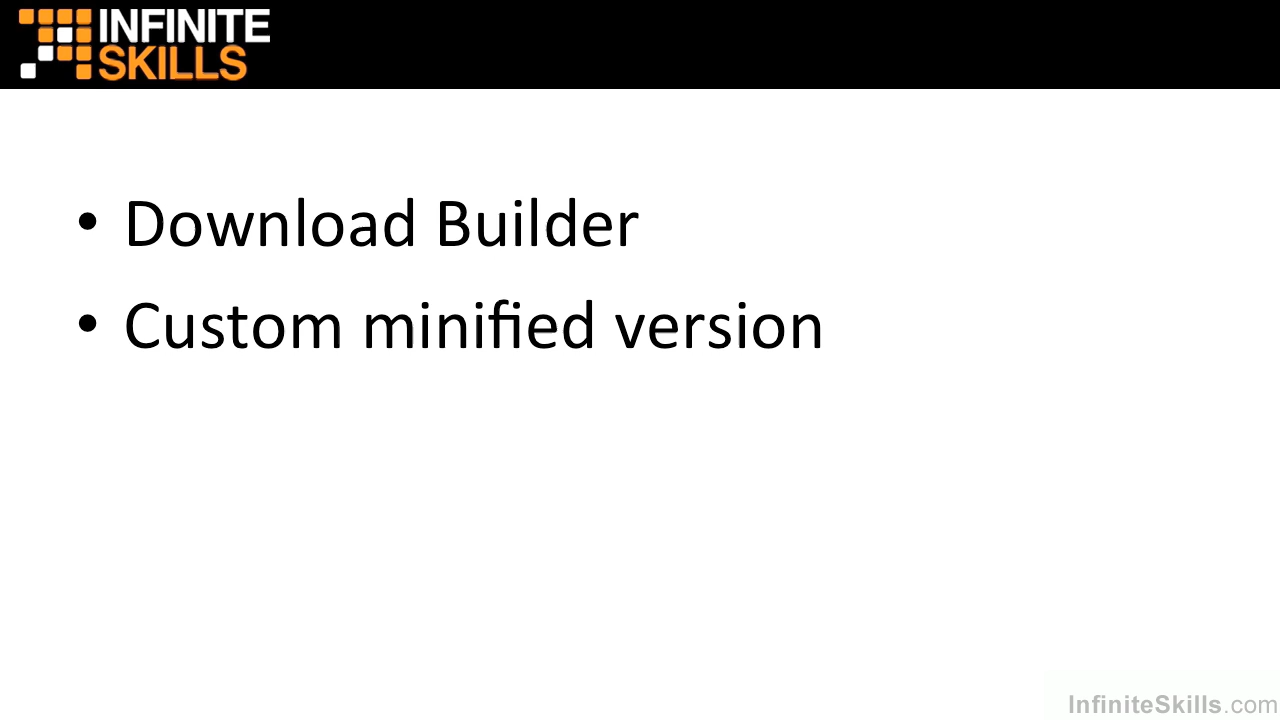 INFINITE
SKILLS
• Download Builder
• Custom minified version
InfiniteSkills.com